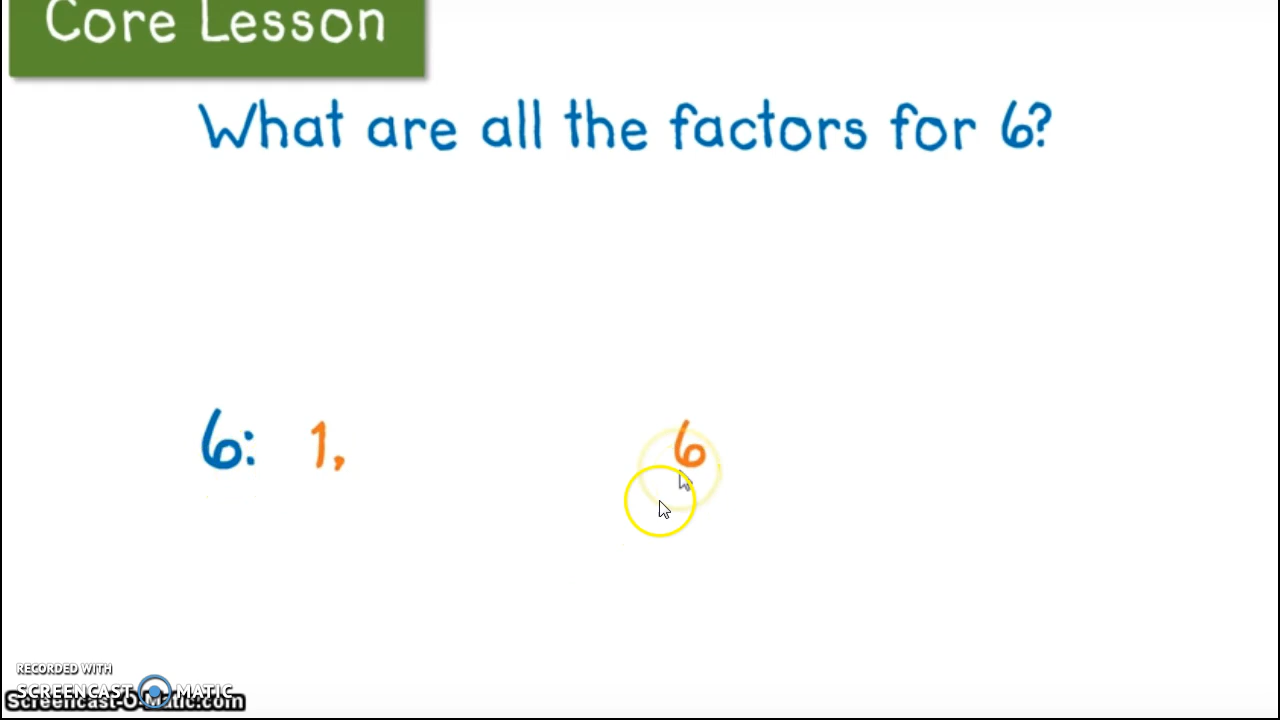 Core Lesson
What are all the factors for 6?
6: 1, 6
RECORDED WITH
SCREENCAST MATIC
Screencast-O-Matic.com